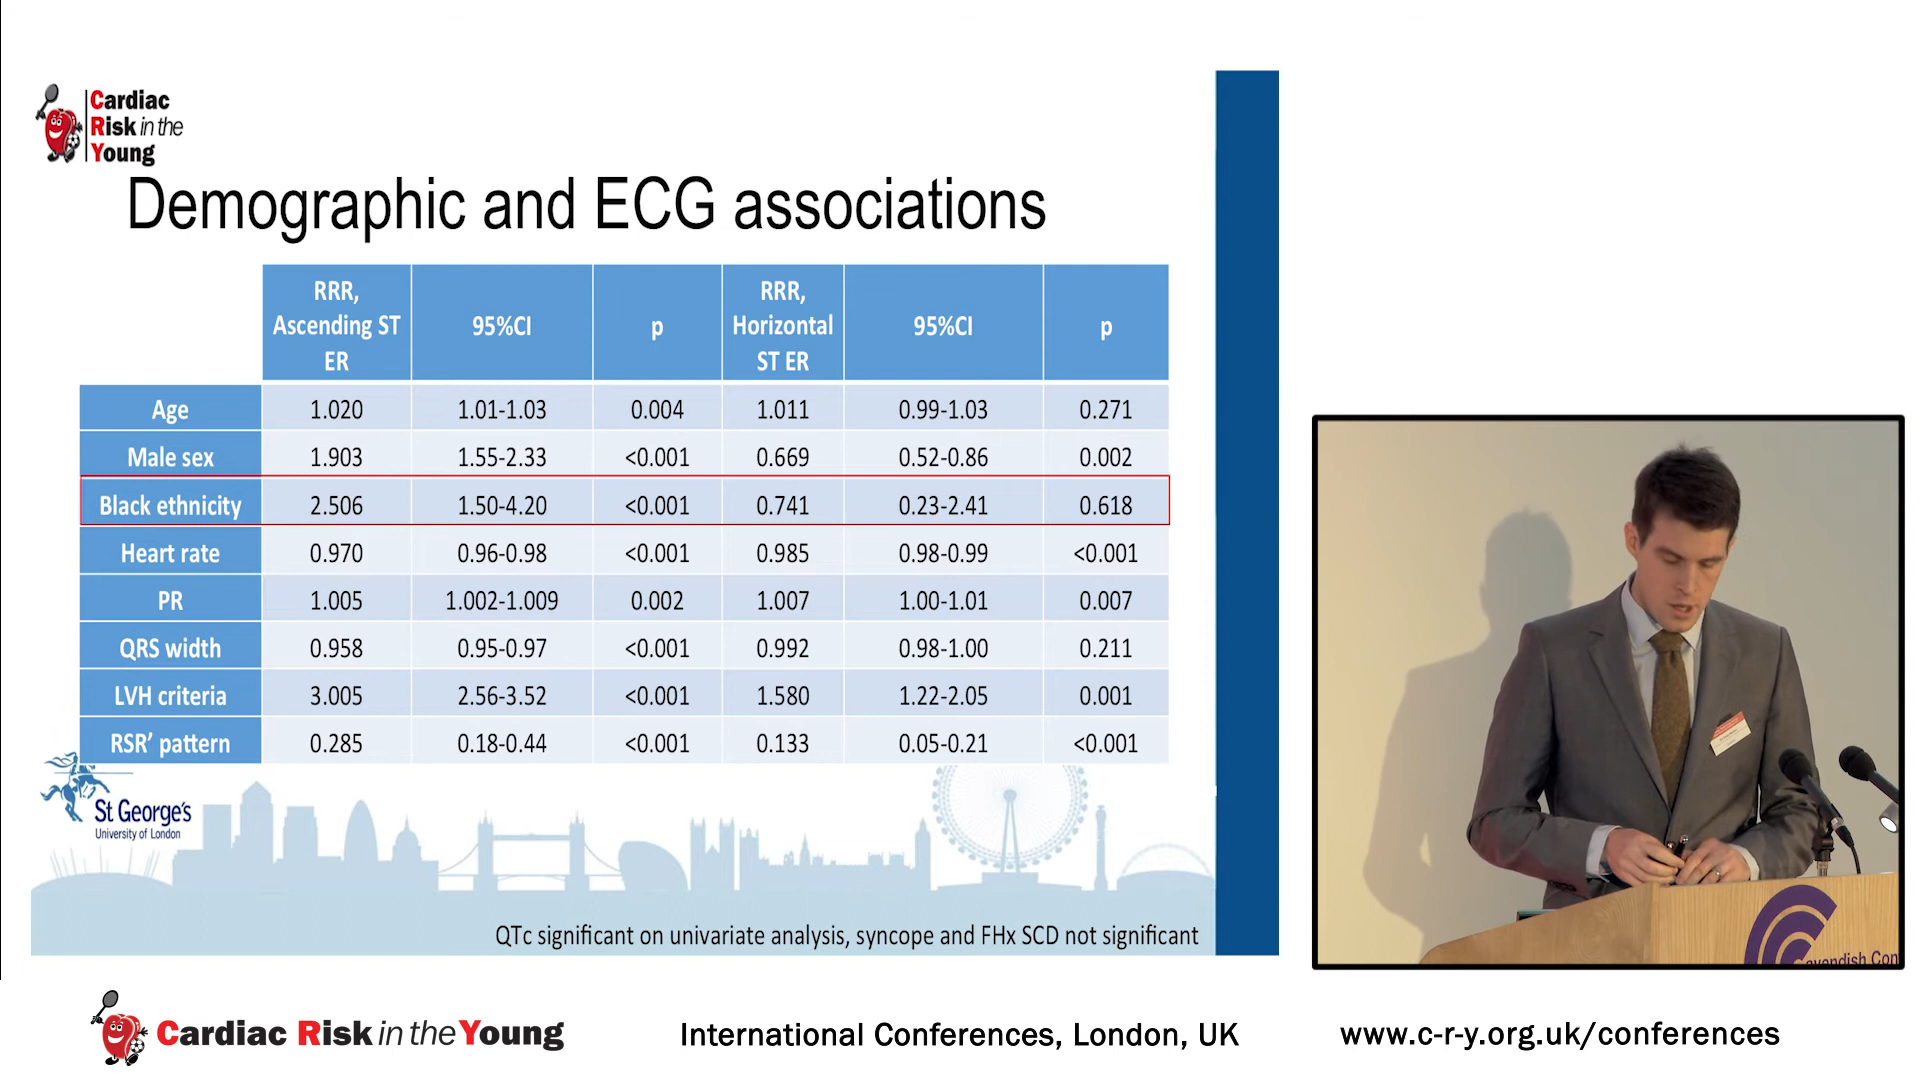 Cardiac
Risk in the
Young
Demographic and ECG associations
RRR, Ascending ST ER 95%CI p RRR, Horizontal ST ER 95%CI p
Age 1.020 1.01-1.03 0.004 1.011 0.99-1.03 0.271
Male sex 1.903 1.55-2.33 <0.001 0.669 0.52-0.86 0.002
Black ethnicity 2.506 1.50-4.20 <0.001 0.741 0.23-2.41 0.618
Heart rate 0.970 0.96-0.98 <0.001 0.985 0.98-0.99 <0.001
PR 1.005 1.002-1.009 0.002 1.007 1.00-1.01 0.007
QRS width 0.958 0.95-0.97 <0.001 0.992 0.98-1.00 0.211
LVH criteria 3.005 2.56-3.52 <0.001 1.580 1.22-2.05 0.001
RSR’ pattern 0.285 0.18-0.44 <0.001 0.133 0.05-0.21 <0.001
St George's
University of London
QTc significant on univariate analysis, syncope and FHx SCD not significant
avendish Con
Cardiac Risk in the Young
International Conferences, London, UK
www.c-r-y.org.uk/conferences